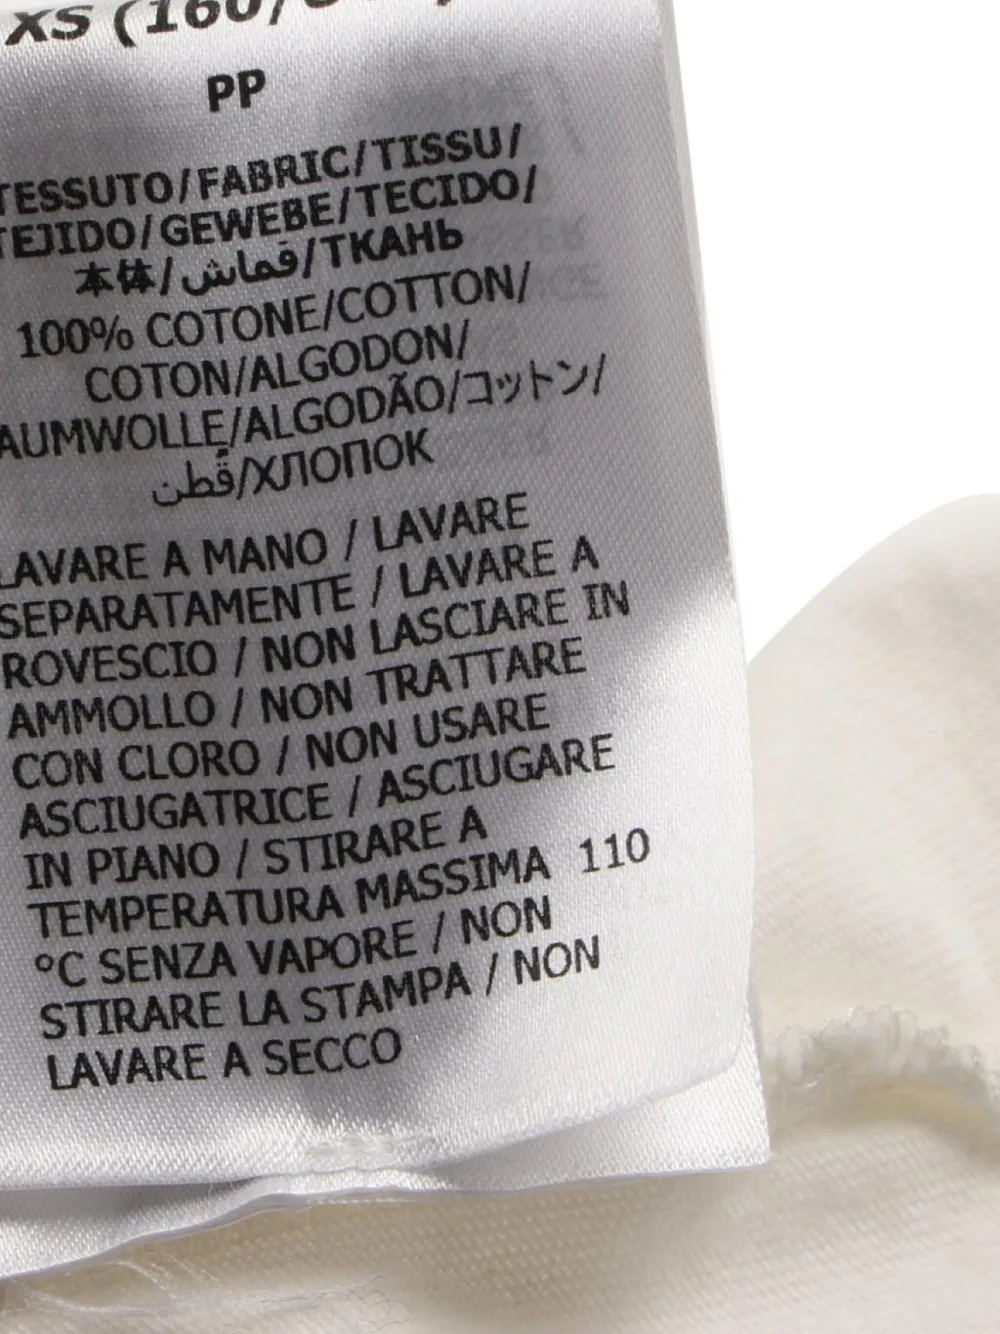 XS (160/
PP
TESSUTO/FABRIC/TISSU/
TEJIDO/GEWEBE/TECIDO/
本体/قماش/ТКАНЬ
100% COTONE/COTTON/
COTON/ALGODON/
AUMWOLLE/ALGODÃO/コットン/
قطن/ХЛОПОК
LAVARE A MANO / LAVARE
SEPARATAMENTE / LAVARE A
ROVESCIO / NON LASCIARE IN
AMMOLLO / NON TRATTARE
CON CLORO / NON USARE
ASCIUGATRICE / ASCIUGARE
IN PIANO / STIRARE A
TEMPERATURA MASSIMA 110
°C SENZA VAPORE / NON
STIRARE LA STAMPA / NON
LAVARE A SECCO